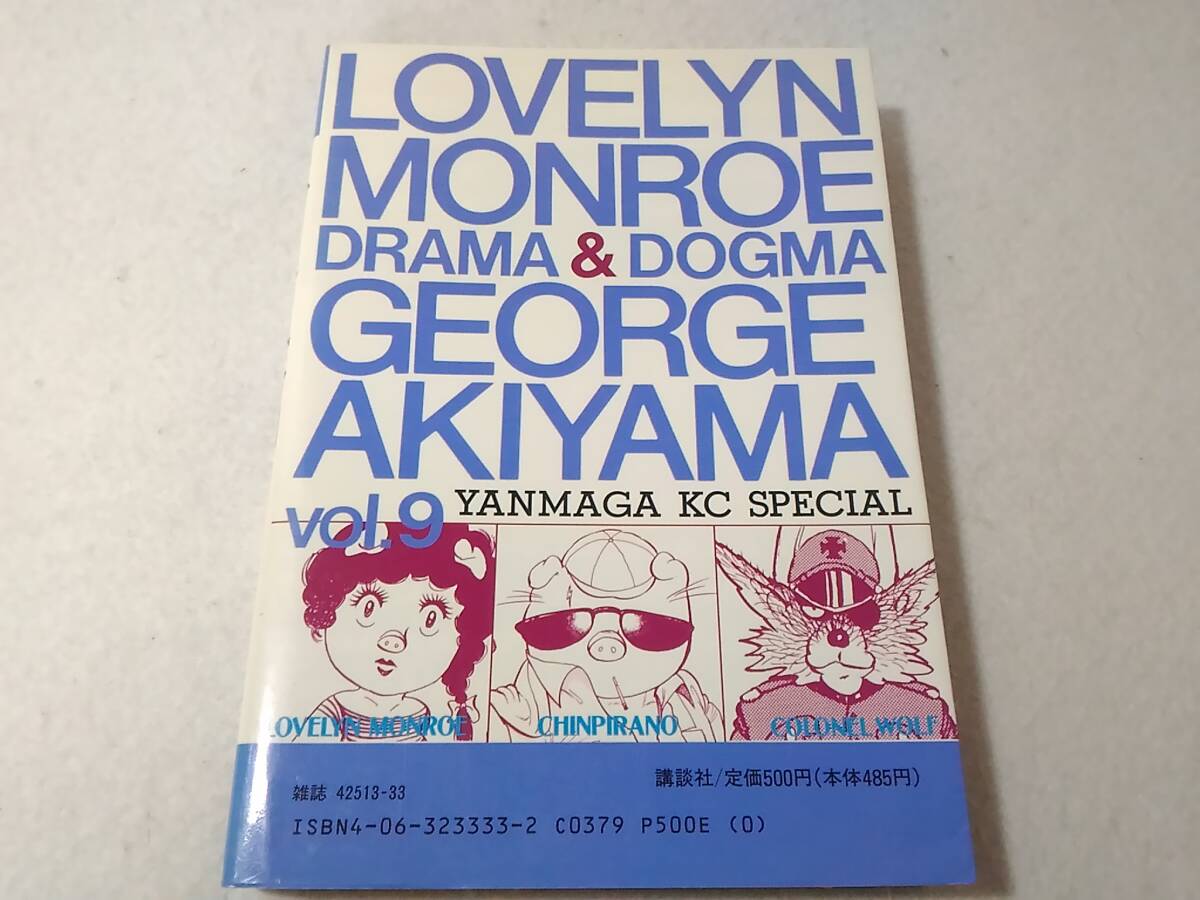 LOVELYN
MONROE
DRAMA & DOGMA
GEORGE
AKIYAMA
vol.9 YANMAGA KC SPECIAL
LOVELYN MONROE CHINPIRANO COLONEL WOLF
講談社/定価500円(本体485円)
雑誌 42513-33
ISBN4-06-323333-2 C0379 P500E (0)